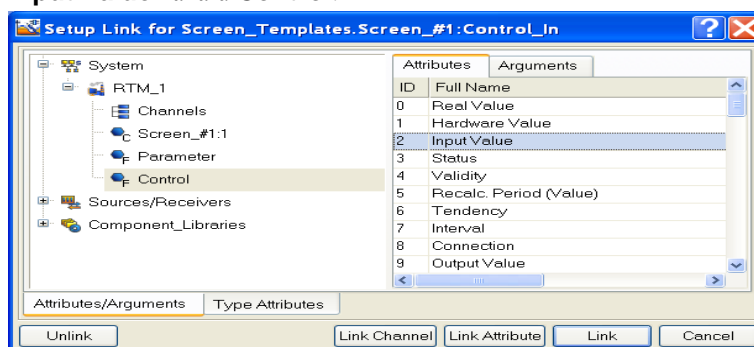 Setup Link for Screen_Templates.Screen_#1:Control_In
System
RTM_1
Channels
Screen_#1:1
Parameter
Control
Sources/Receivers
Component_Libraries
Attributes Arguments
ID Full Name
0 Real Value
1 Hardware Value
2 Input Value
3 Status
4 Validity
5 Recalc. Period (Value)
6 Tendency
7 Interval
8 Connection
9 Output Value
Attributes/Arguments Type Attributes
Unlink Link Channel Link Attribute Link Cancel